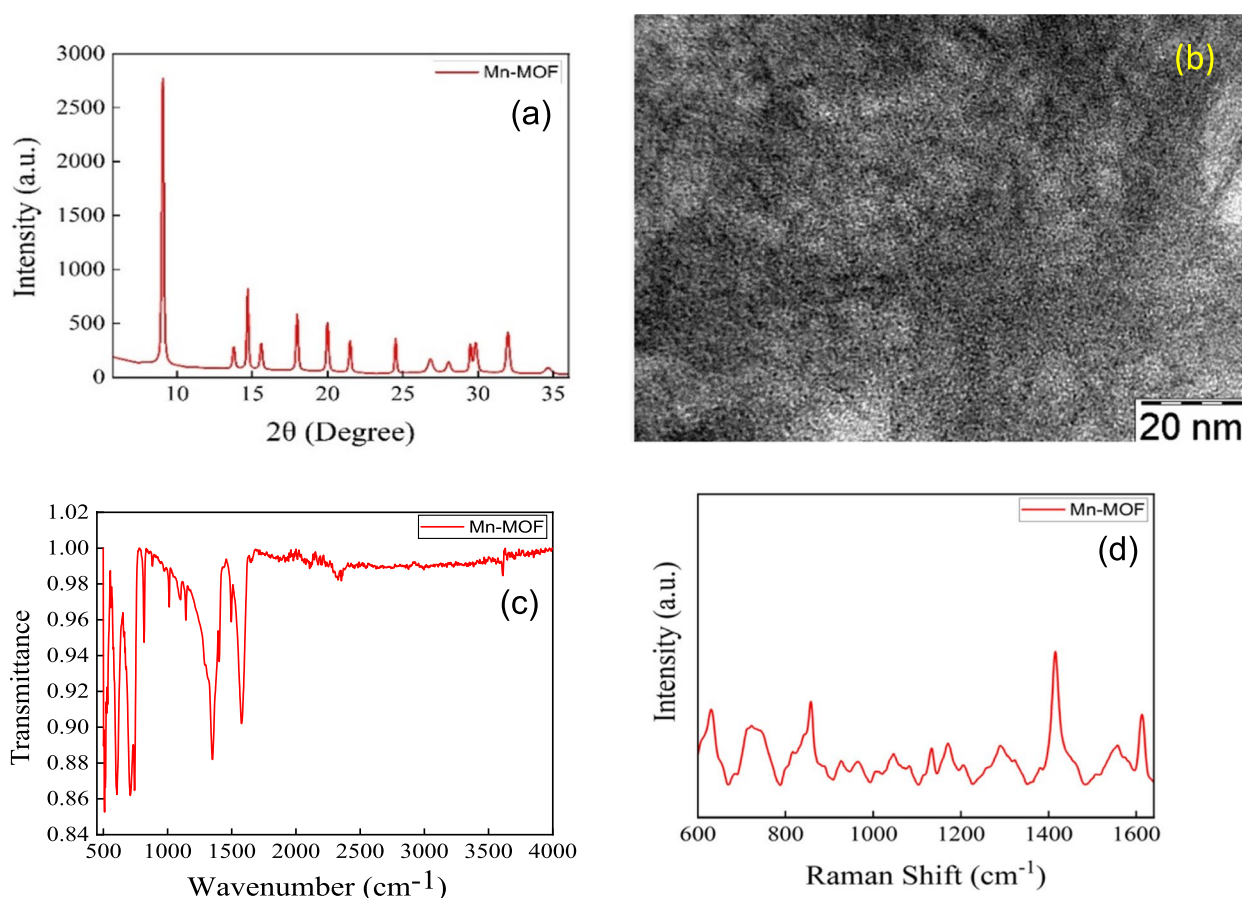 3000
2500
2000
1500
1000
500
0
Intensity (a.u.)
Mn-MOF
(a)
10 15 20 25 30 35
2θ (Degree)
(b)
20 nm
1.02
1.00
0.98
0.96
0.94
0.92
0.90
0.88
0.86
0.84
Transmittance
Mn-MOF
(c)
500 1000 1500 2000 2500 3000 3500 4000
Wavenumber (cm-1)
Intensity (a.u.)
Mn-MOF
(d)
600 800 1000 1200 1400 1600
Raman Shift (cm-1)